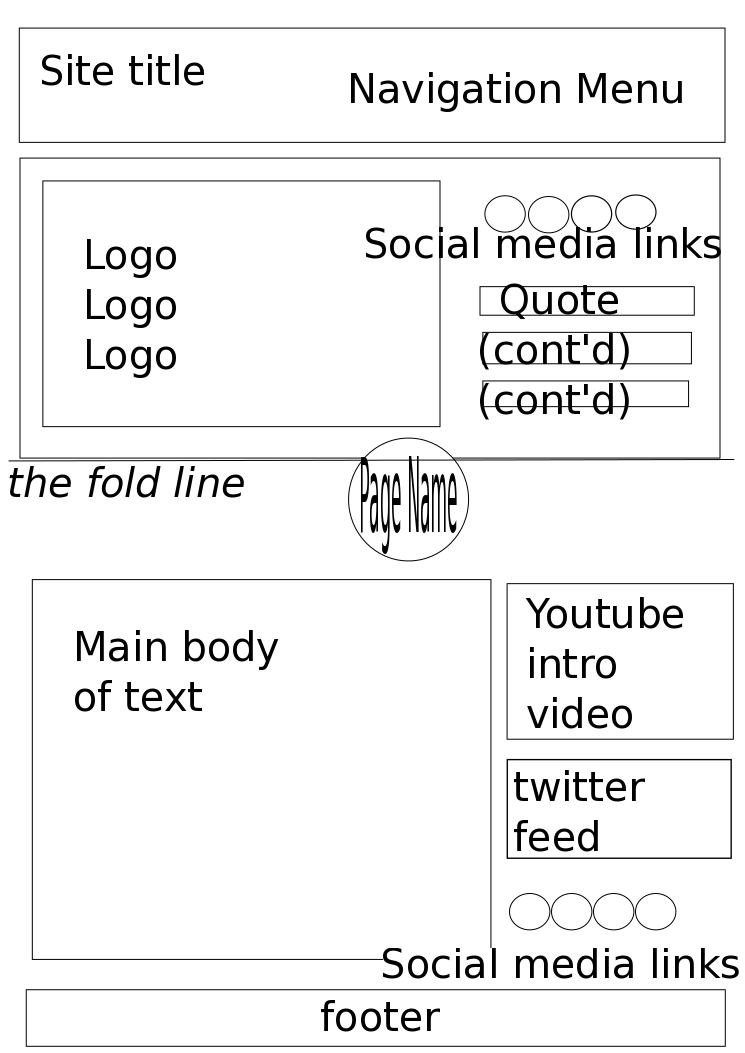 Site title
Navigation Menu
Logo
Logo
Logo
Social media links
Quote
(cont'd)
(cont'd)
the fold line
Page Name
Main body
of text
Youtube
intro
video
twitter
feed
Social media links
footer